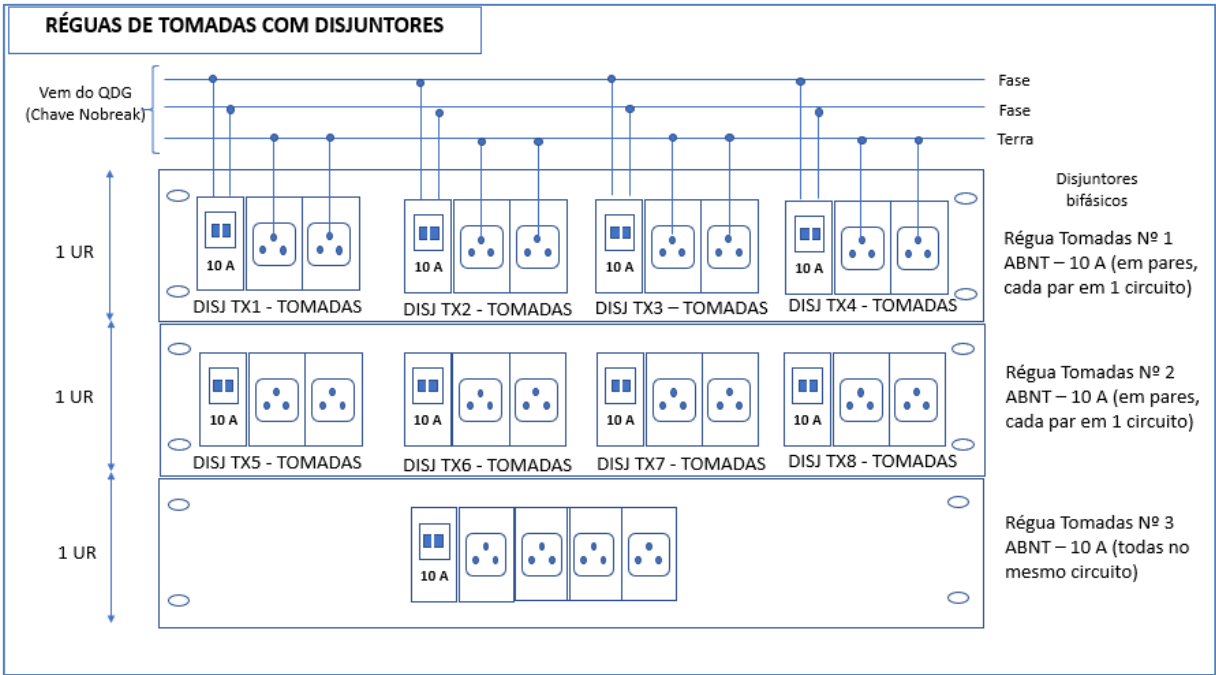 RÉGUAS DE TOMADAS COM DISJUNTORES
Vem do QDG
(Chave Nobreak)
Fase
Fase
Terra
Disjuntores
bifásicos
1 UR
10 A
10 A
10 A
10 A
DISJ TX1 - TOMADAS
DISJ TX2 - TOMADAS
DISJ TX3 – TOMADAS
DISJ TX4 - TOMADAS
Régua Tomadas Nº 1
ABNT – 10 A (em pares,
cada par em 1 circuito)
1 UR
10 A
10 A
10 A
10 A
DISJ TX5 - TOMADAS
DISJ TX6 - TOMADAS
DISJ TX7 - TOMADAS
DISJ TX8 - TOMADAS
Régua Tomadas Nº 2
ABNT – 10 A (em pares,
cada par em 1 circuito)
1 UR
10 A
Régua Tomadas Nº 3
ABNT – 10 A (todas no
mesmo circuito)